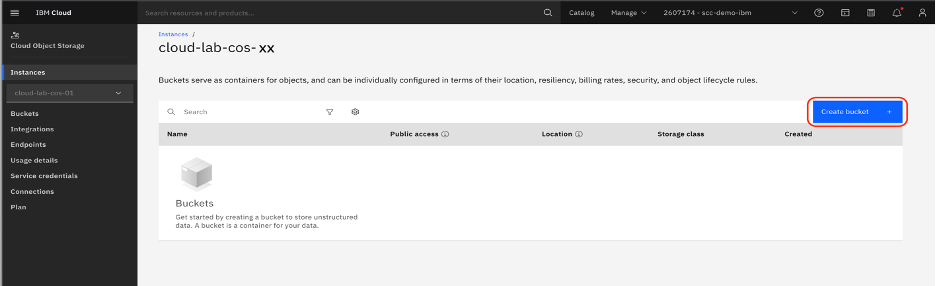 IBM Cloud
Search resources and products...
Catalog
Manage
2607174 - scc-demo-ibm
Cloud Object Storage
Instances
cloud-lab-cos-01
Buckets
Integrations
Endpoints
Usage details
Service credentials
Connections
Plan
Instances /
cloud-lab-cos- xx
Buckets serve as containers for objects, and can be individually configured in terms of their location, resiliency, billing rates, security, and object lifecycle rules.
Search
Create bucket +
Name
Public access
Location
Storage class
Created
Buckets
Get started by creating a bucket to store unstructured
data. A bucket is a container for your data.